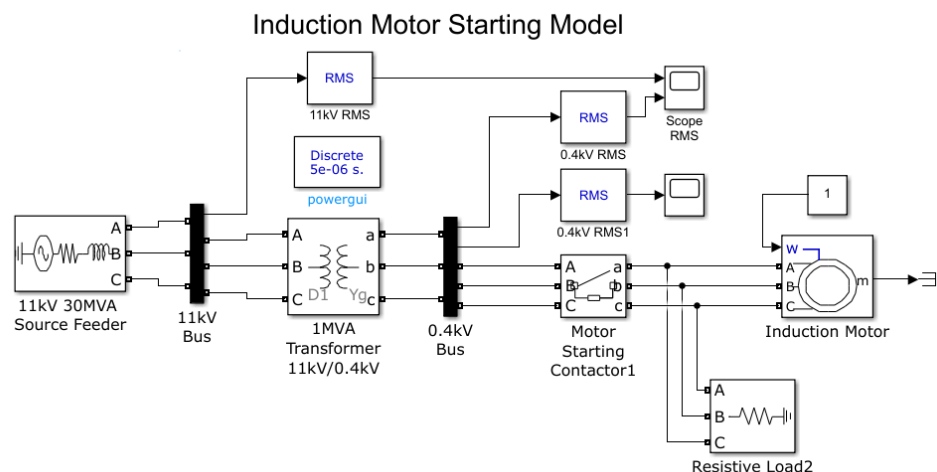 Induction Motor Starting Model
RMS
11kV RMS
Scope
RMS
RMS
0.4kV RMS
Discrete
5e-06 s.
powergui
RMS
0.4kV RMS1
1
A
B
C
11kV 30MVA
Source Feeder
11kV
Bus
A
B
C
a
b
c
D1 Yg
1MVA
Transformer
11kV/0.4kV
0.4kV
Bus
A
B
C
a
b
c
Motor
Starting
Contactor1
w
A
B
C
m
Induction Motor
A
B
C
Resistive Load2